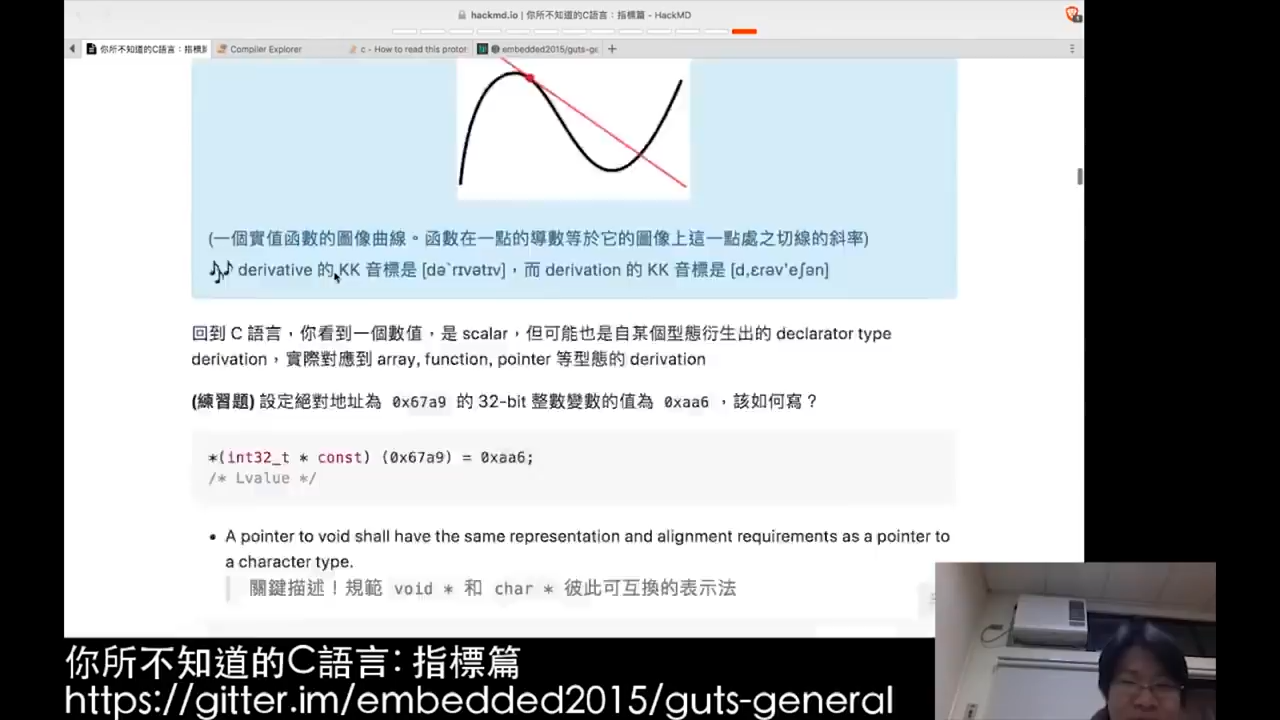 hackmd.io | 你所不知道的C語言：指標篇 - HackMD
你所不知道的C語言：指標
Compiler Explorer
c - How to read this protot
embedded2015/guts-ge
(一個實值函數的圖像曲線。函數在一點的導數等於它的圖像上這一點處之切線的斜率)
🎶 derivative 的 KK 音標是 [dəˋrɪvətɪv]，而 derivation 的 KK 音標是 [d͵ɛrəvˈeʃən]
回到 C 語言，你看到一個數值，是 scalar，但可能也是自某個型態衍生出的 declarator type
derivation，實際對應到 array, function, pointer 等型態的 derivation
(練習題) 設定絕對地址為 0x67a9 的 32-bit 整數變數的值為 0xaa6 ，該如何寫？
*(int32_t * const) (0x67a9) = 0xaa6;
/* Lvalue */
• A pointer to void shall have the same representation and alignment requirements as a pointer to
a character type.
關鍵描述！規範 void * 和 char * 彼此可互換的表示法
你所不知道的C語言: 指標篇
https://gitter.im/embedded2015/guts-general